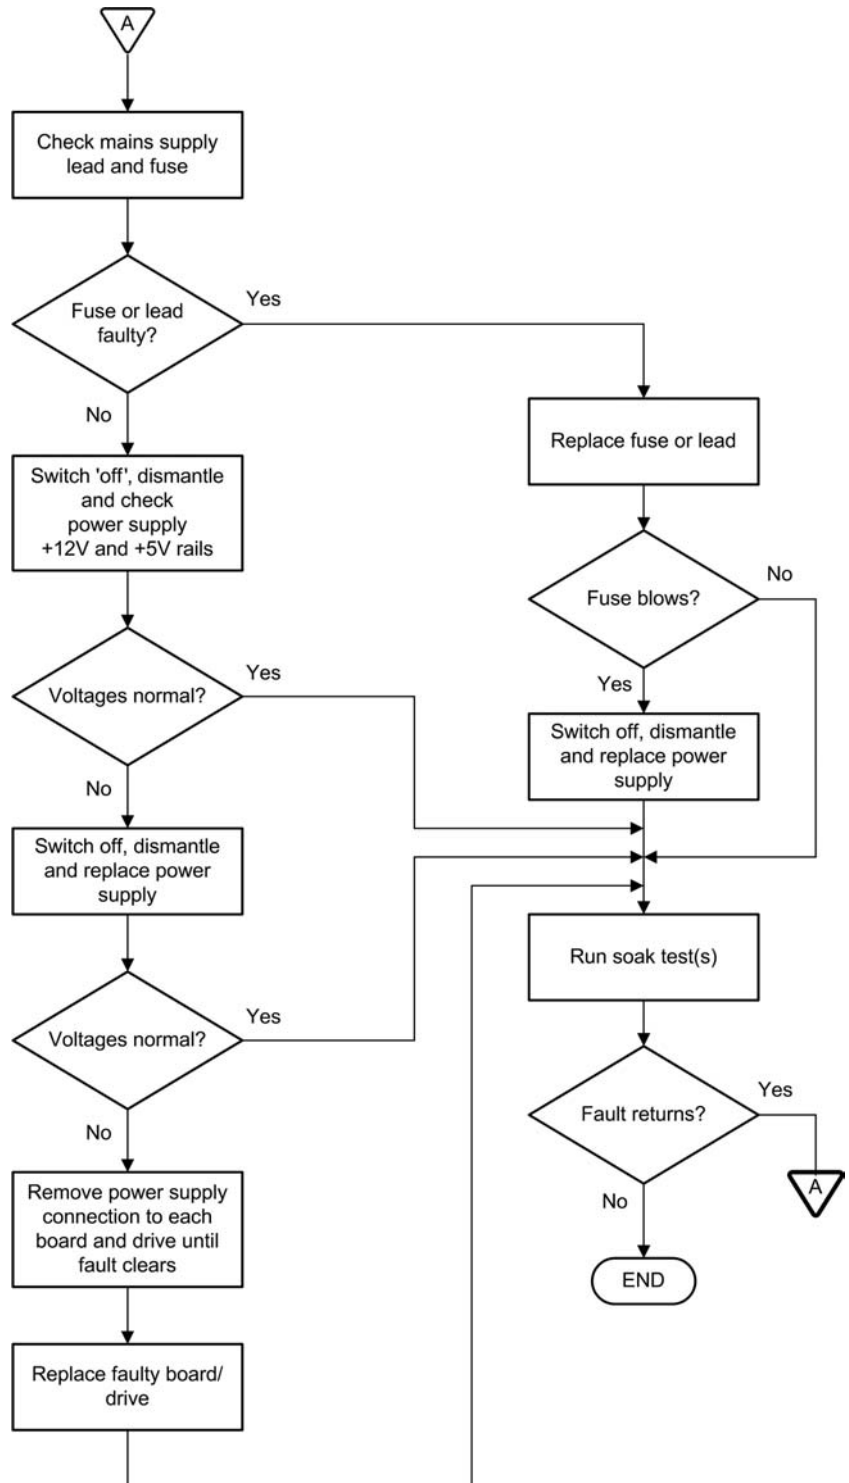 A
Check mains supply
lead and fuse
Fuse or lead
faulty?
Yes
No
Switch 'off', dismantle
and check
power supply
+12V and +5V rails
Voltages normal?
Yes
No
Switch off, dismantle
and replace power
supply
Voltages normal?
Yes
No
Remove power supply
connection to each
board and drive until
fault clears
Replace faulty board/
drive
Replace fuse or lead
Fuse blows?
No
Yes
Switch off, dismantle
and replace power
supply
Run soak test(s)
Fault returns?
Yes
A
No
END